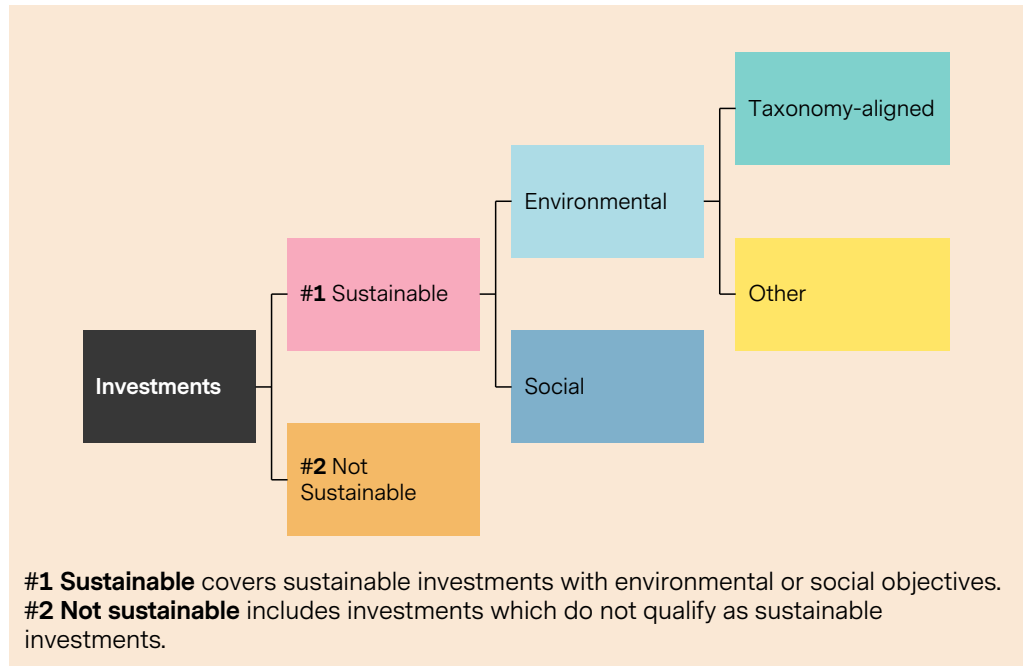 Taxonomy-aligned
Environmental
#1 Sustainable
Other
Investments
Social
#2 Not
Sustainable
#1 Sustainable covers sustainable investments with environmental or social objectives.
#2 Not sustainable includes investments which do not qualify as sustainable
investments.